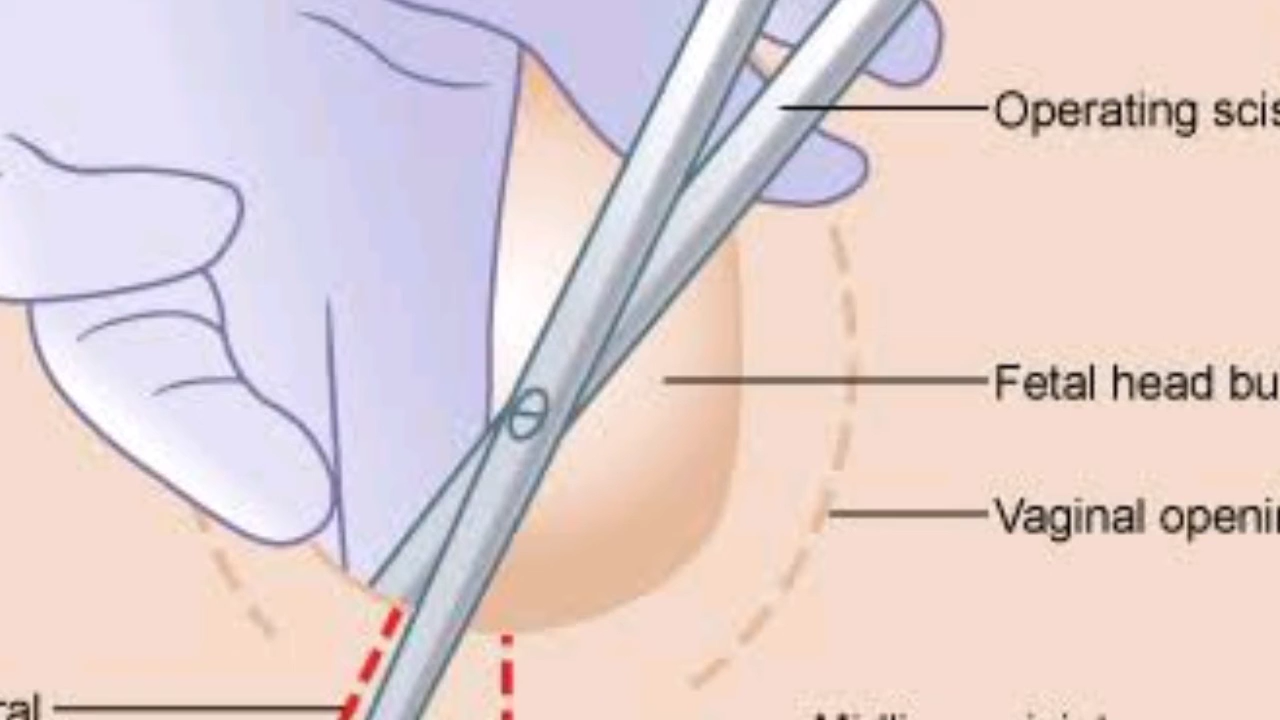 Operating scis
Fetal head bu
Vaginal openi
ral